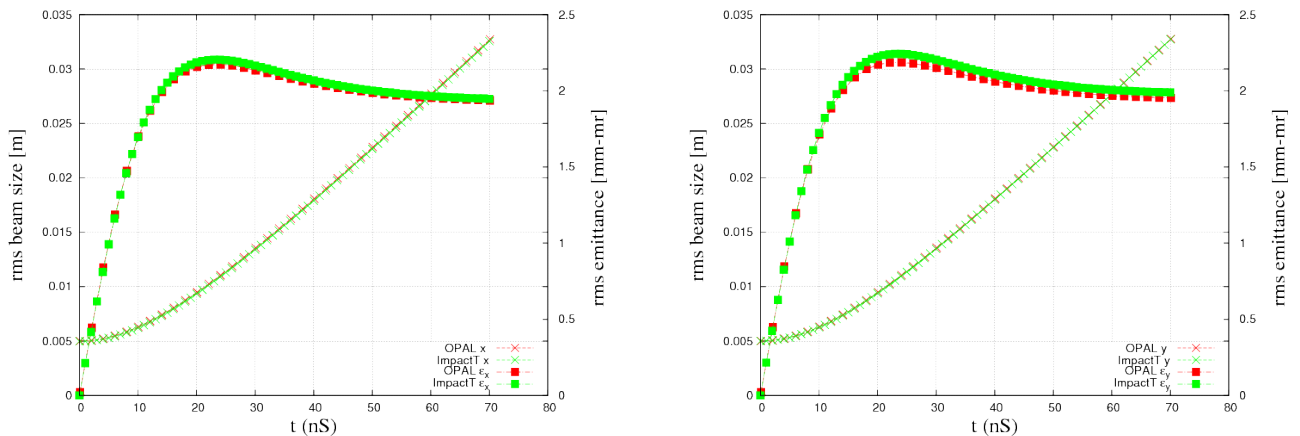 0.035
0.03
0.025
0.02
0.015
0.01
0.005
0
rms beam size [m]
2.5
2
1.5
1
0.5
0
rms emittance [mm-mr]
OPAL x
ImpactT x
OPAL εx
ImpactT εx
0 10 20 30 40 50 60 70 80
t (nS)
0.035
0.03
0.025
0.02
0.015
0.01
0.005
0
rms beam size [m]
2.5
2
1.5
1
0.5
0
rms emittance [mm-mr]
OPAL y
ImpactT y
OPAL εy
ImpactT εy
0 10 20 30 40 50 60 70 80
t (nS)